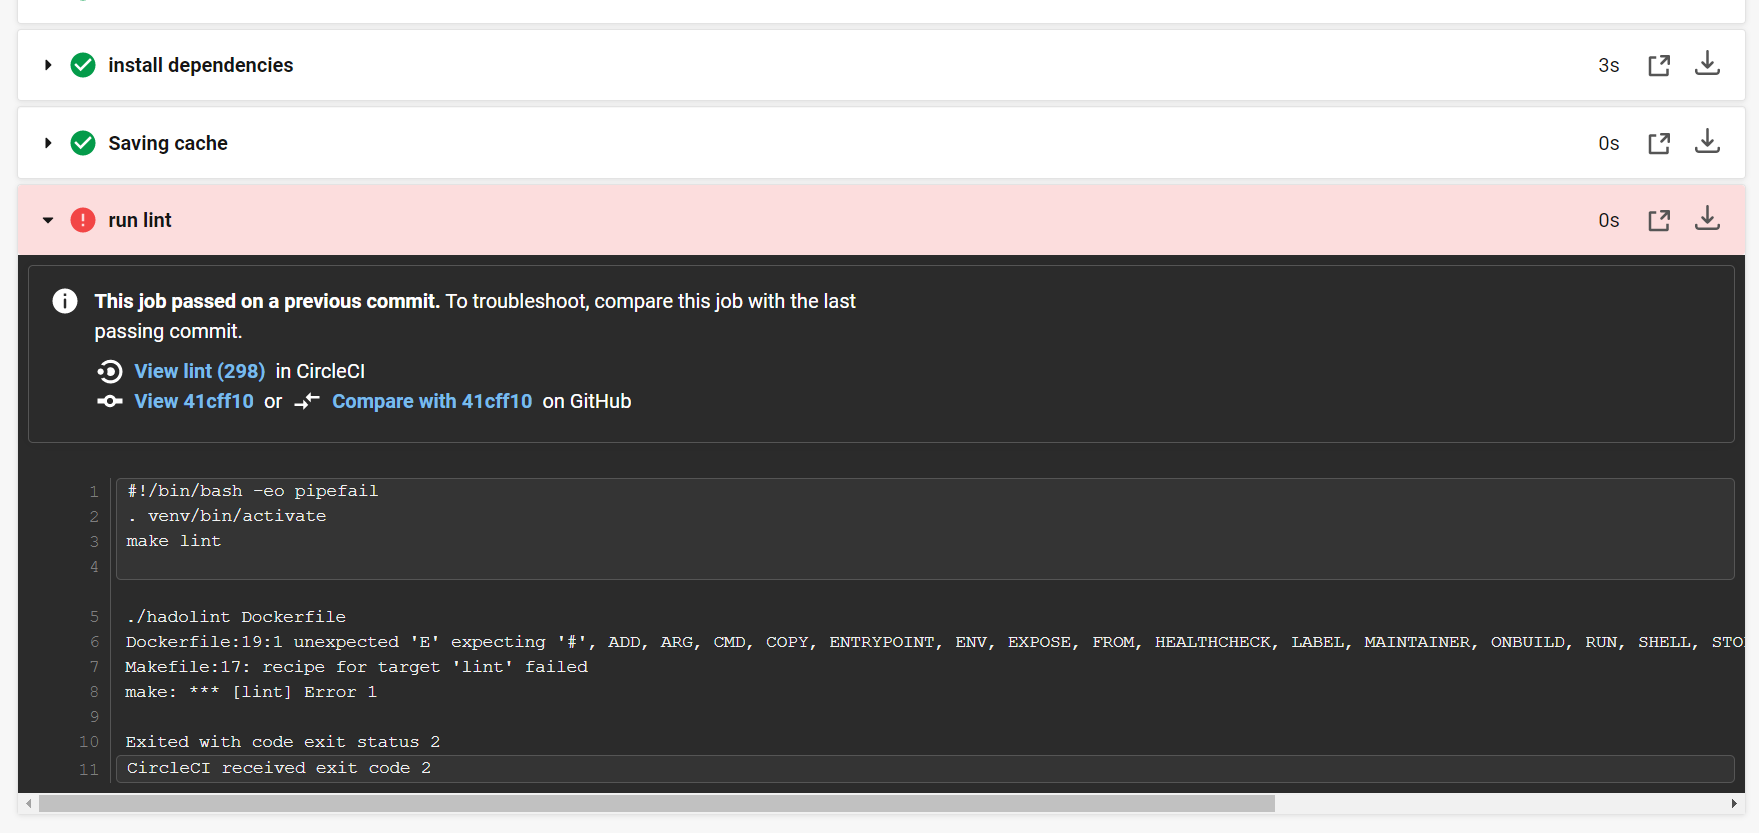 install dependencies 3s
Saving cache 0s
run lint 0s
This job passed on a previous commit. To troubleshoot, compare this job with the last
passing commit.
View lint (298) in CircleCI
View 41cff10 or Compare with 41cff10 on GitHub
1 #!/bin/bash -eo pipefail
2 . venv/bin/activate
3 make lint
4
5 ./hadolint Dockerfile
6 Dockerfile:19:1 unexpected 'E' expecting '#', ADD, ARG, CMD, COPY, ENTRYPOINT, ENV, EXPOSE, FROM, HEALTHCHECK, LABEL, MAINTAINER, ONBUILD, RUN, SHELL,
7 Makefile:17: recipe for target 'lint' failed
8 make: *** [lint] Error 1
9
10 Exited with code exit status 2
11 CircleCI received exit code 2